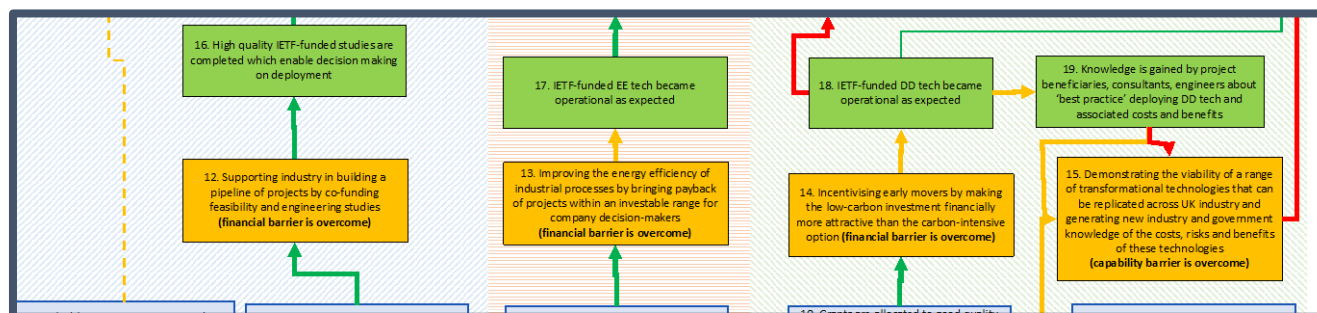 16. High quality IETF-funded studies are
completed which enable decision making
on deployment
17. IETF-funded EE tech became
operational as expected
18. IETF-funded DD tech became
operational as expected
19. Knowledge is gained by project
beneficiaries, consultants, engineers about
‘best practice’ deploying DD tech and
associated costs and benefits
12. Supporting industry in building a
pipeline of projects by co-funding
feasibility and engineering studies
(financial barrier is overcome)
13. Improving the energy efficiency of
industrial processes by bringing payback
of projects within an investable range for
company decision-makers
(financial barrier is overcome)
14. Incentivising early movers by making
the low-carbon investment financially
more attractive than the carbon-intensive
option (financial barrier is overcome)
15. Demonstrating the viability of a range
of transformational technologies that can
be replicated across UK industry and
generating new industry and government
knowledge of the costs, risks and benefits
of these technologies
(capability barrier is overcome)
10. Grants are allocated to good quality